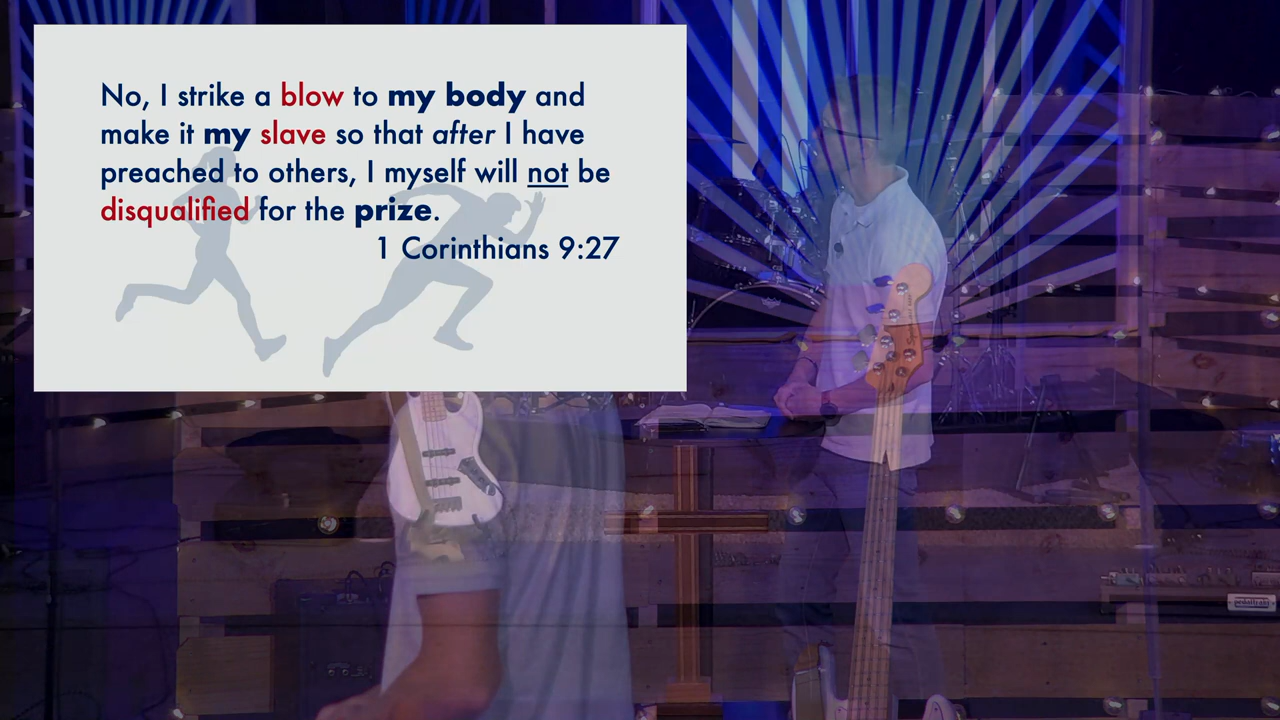 No, I strike a blow to my body and
make it my slave so that after I have
preached to others, I myself will not be
disqualified for the prize.
1 Corinthians 9:27
pedaltrain